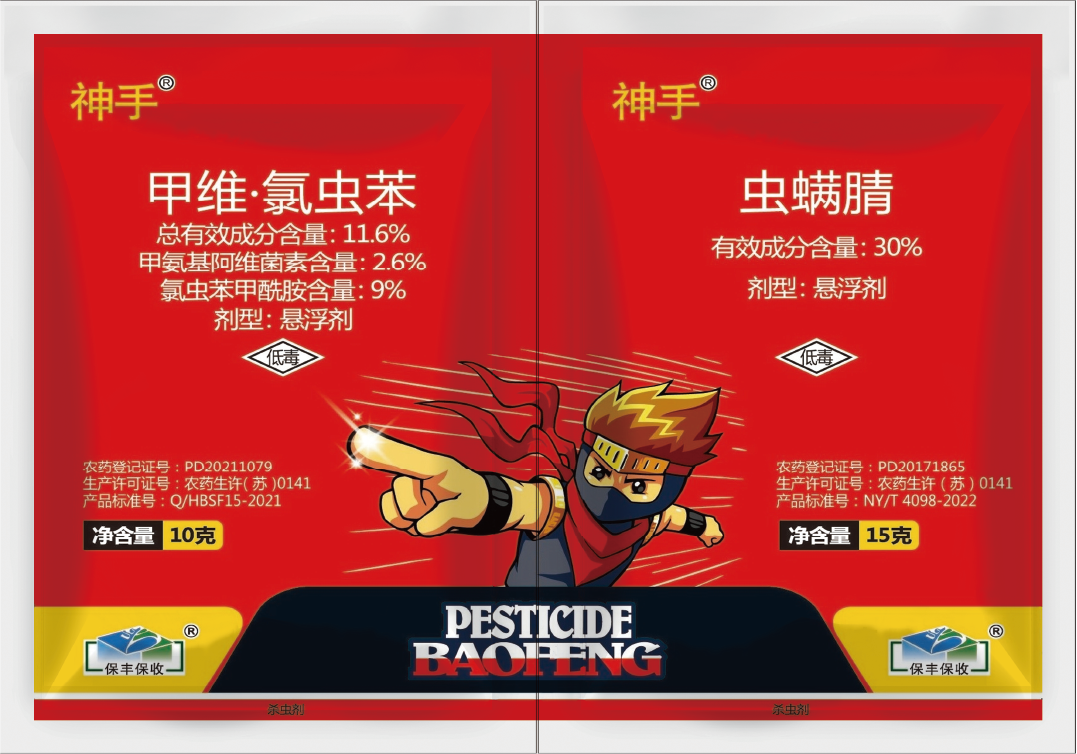 神手®
甲维·氯虫苯
总有效成分含量：11.6%
甲氨基阿维菌素含量：2.6%
氯虫苯甲酰胺含量：9%
剂型：悬浮剂
低毒
农药登记证号：PD20211079
生产许可证号：农药生许(苏)0141
产品标准号：Q/HBSF15-2021
净含量 10克
保丰保收®
杀虫剂
神手®
虫螨腈
有效成分含量：30%
剂型：悬浮剂
低毒
农药登记证号：PD20171865
生产许可证号：农药生许(苏)0141
产品标准号：NY/T 4098-2022
净含量 15克
PESTICIDE
BAOFENG
保丰保收®
杀虫剂